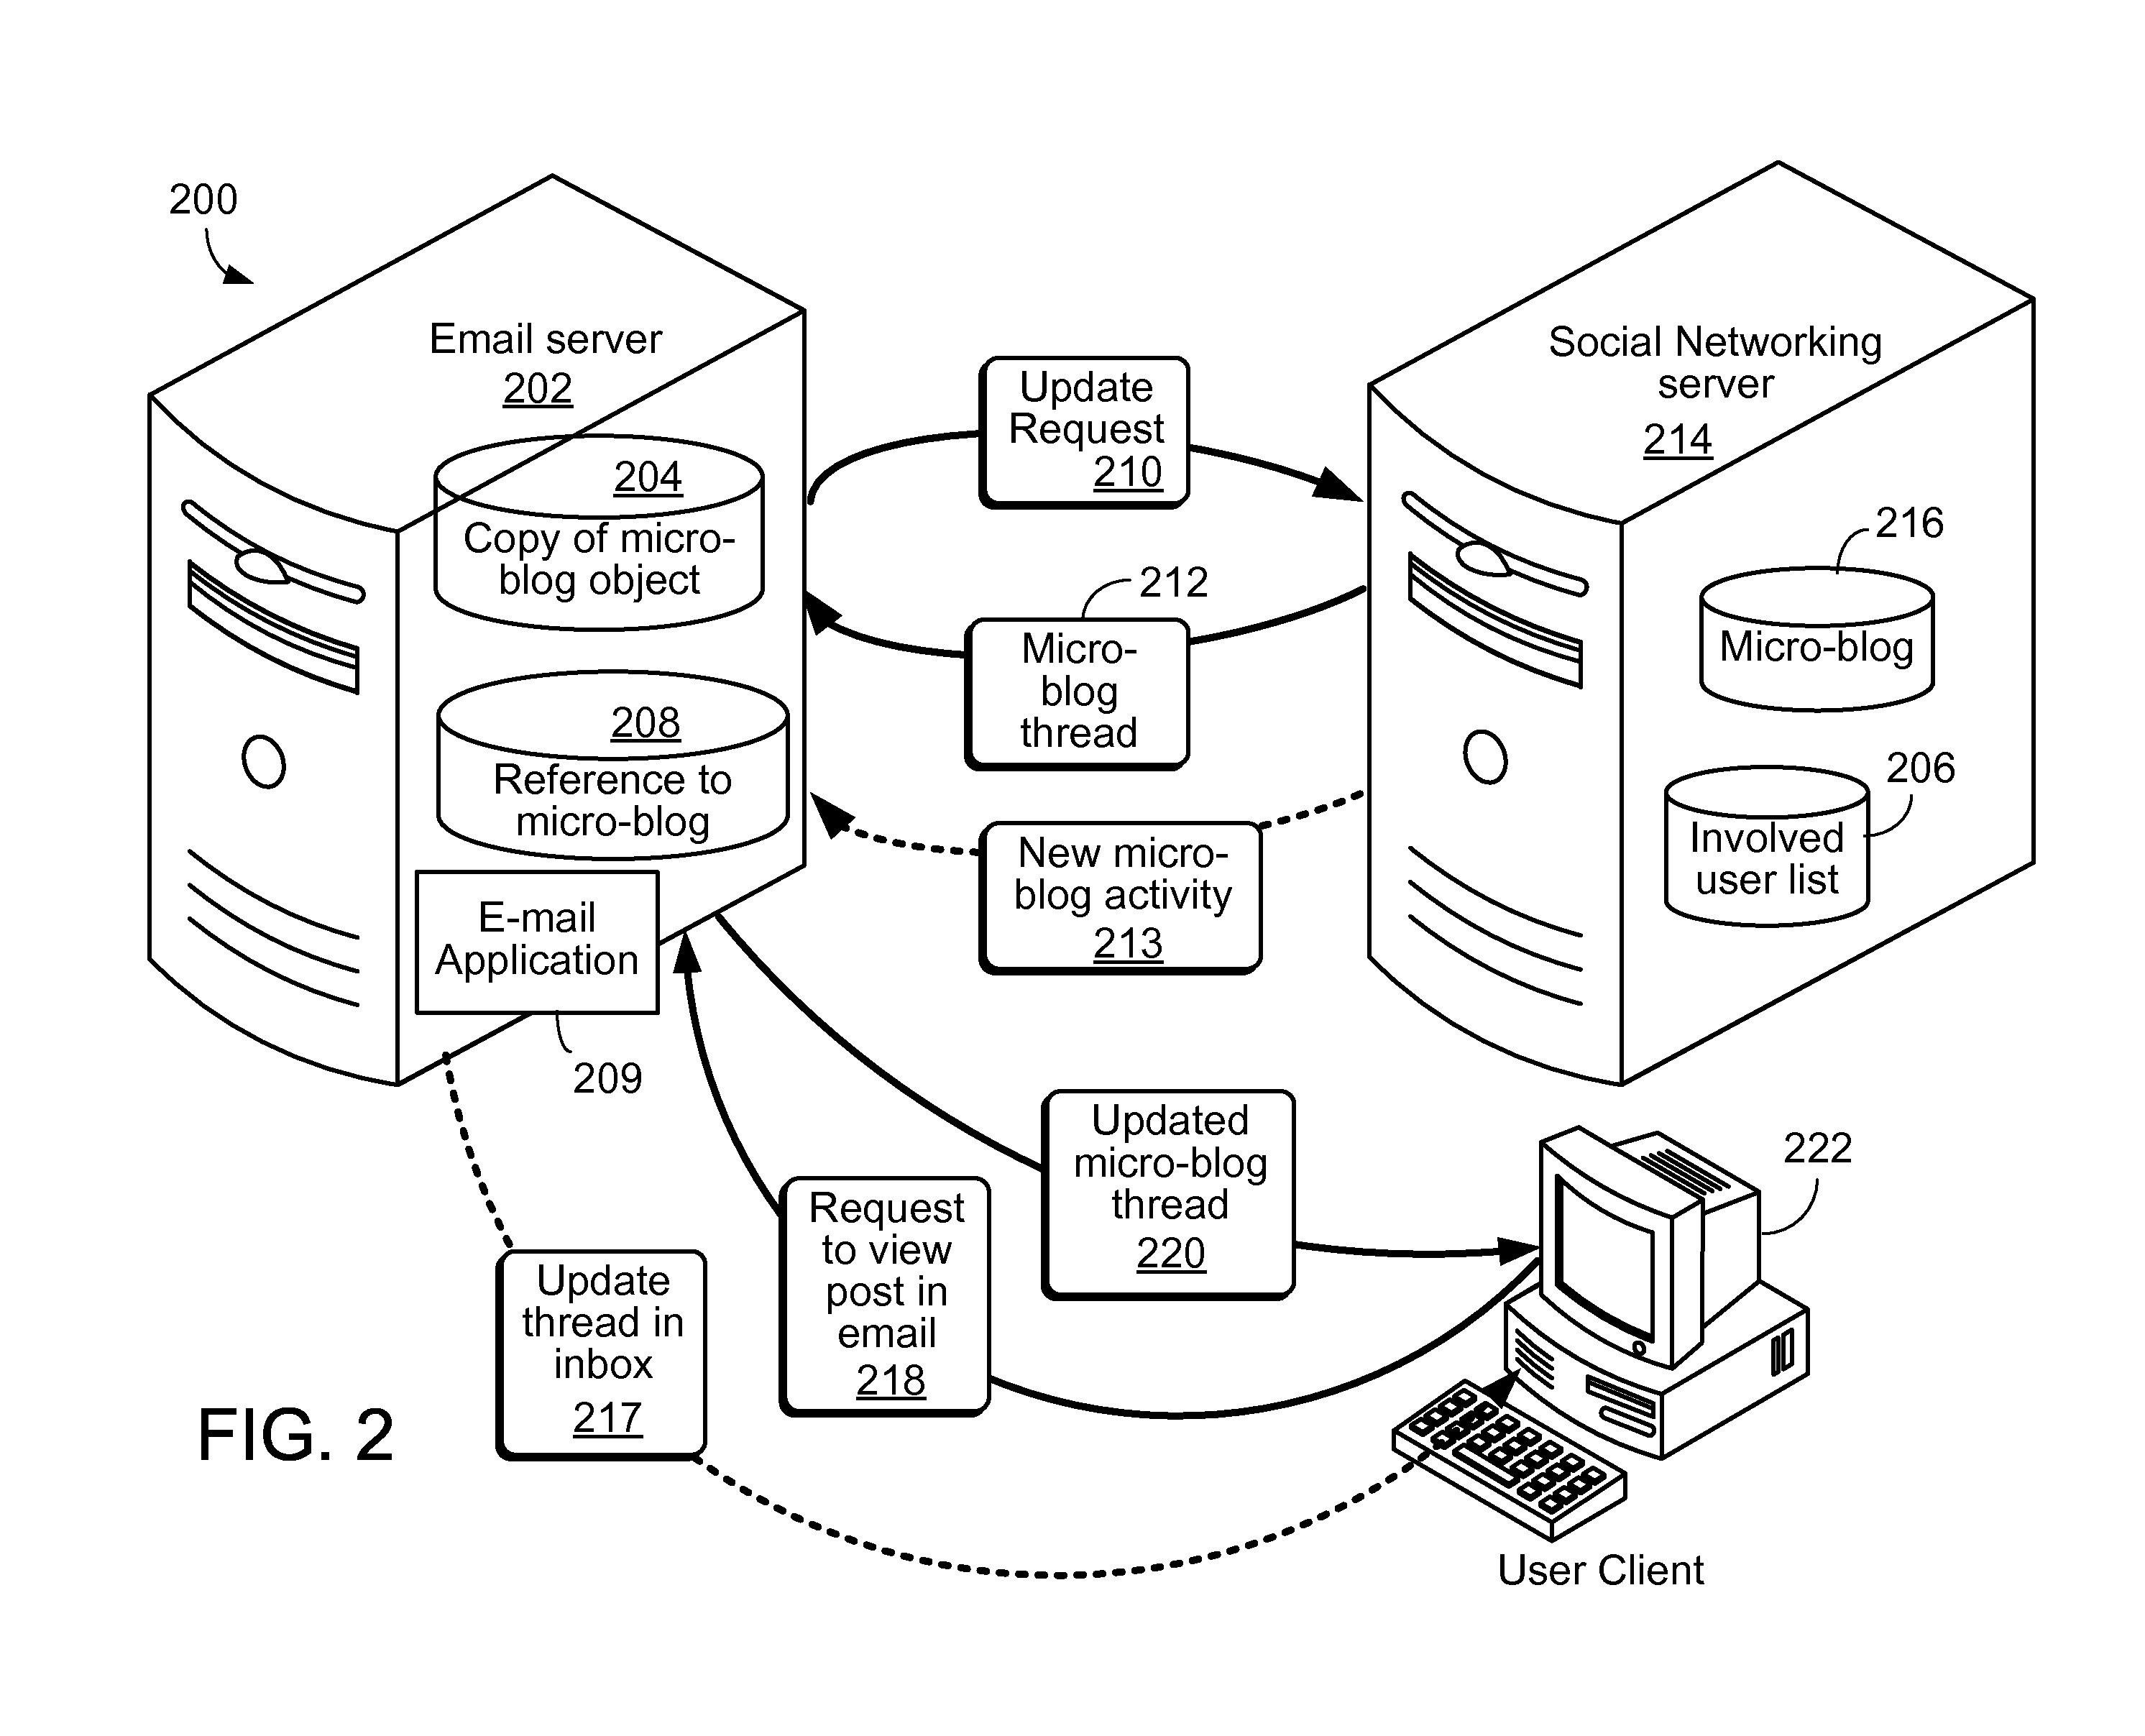 200
Email server
202
204
Copy of micro-
blog object
208
Reference to
micro-blog
E-mail
Application
209
Update
Request
210
212
Micro-
blog
thread
New micro-
blog activity
213
Social Networking
server
214
216
Micro-blog
206
Involved
user list
Updated
micro-blog
thread
220
Request
to view
post in
email
218
Update
thread in
inbox
217
222
User Client
FIG. 2